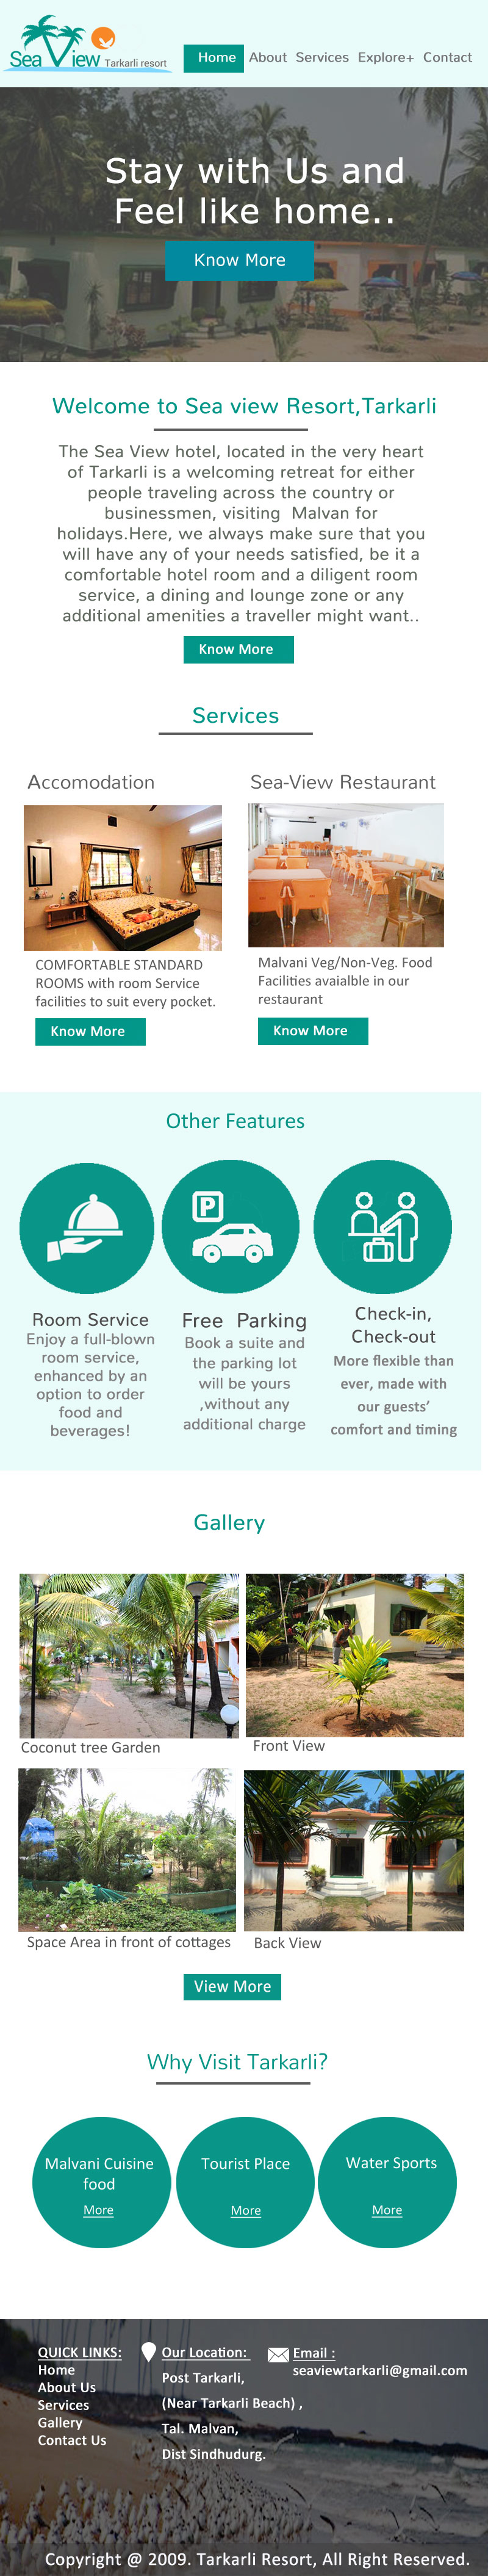 Sea View Tarkarli resort
Home About Services Explore+ Contact
Stay with Us and
Feel like home..
Know More
Welcome to Sea view Resort,Tarkarli
The Sea View hotel, located in the very heart
of Tarkarli is a welcoming retreat for either
people traveling across the country or
businessmen, visiting  Malvan for
holidays.Here, we always make sure that you
will have any of your needs satisfied, be it a
comfortable hotel room and a diligent room
service, a dining and lounge zone or any
additional amenities a traveller might want..
Know More
Services
Accomodation
COMFORTABLE STANDARD
ROOMS with room Service
facilities to suit every pocket.
Know More
Sea-View Restaurant
Malvani Veg/Non-Veg. Food
Facilities avaialble in our
restaurant
Know More
Other Features
Room Service
Enjoy a full-blown
room service,
enhanced by an
option to order
food and
beverages!
P
Free  Parking
Book a suite and
the parking lot
will be yours
,without any
additional charge
Check-in,
Check-out
More flexible than
ever, made with
our guests’
comfort and timing
Gallery
Coconut tree Garden
Front View
Space Area in front of cottages
Back View
View More
Why Visit Tarkarli?
Malvani Cuisine
food
More
Tourist Place
More
Water Sports
More
QUICK LINKS:
Home
About Us
Services
Gallery
Contact Us
Our Location:
Post Tarkarli,
(Near Tarkarli Beach) ,
Tal. Malvan,
Dist Sindhudurg.
Email :
seaviewtarkarli@gmail.com
Copyright @ 2009. Tarkarli Resort, All Right Reserved.